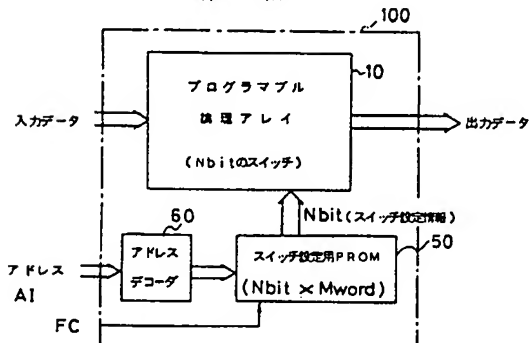 100
10
プログラマブル
論理アレイ
(Nbitのスイッチ)
入力データ
出力データ
Nbit(スイッチ設定情報)
60
50
アドレス
デコーダ
スイッチ設定用PROM
(Nbit × Mword)
アドレス
AI
FC